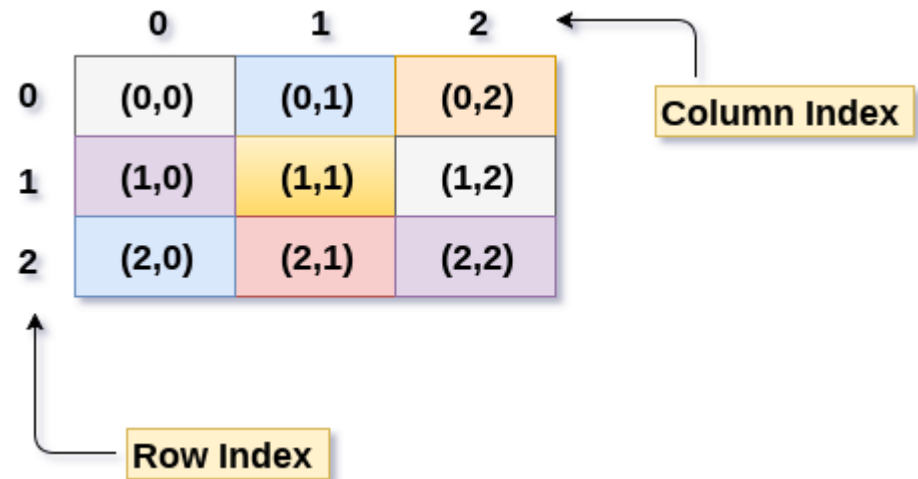 0 1 2
0 (0,0) (0,1) (0,2)
Column Index
1 (1,0) (1,1) (1,2)
2 (2,0) (2,1) (2,2)
Row Index